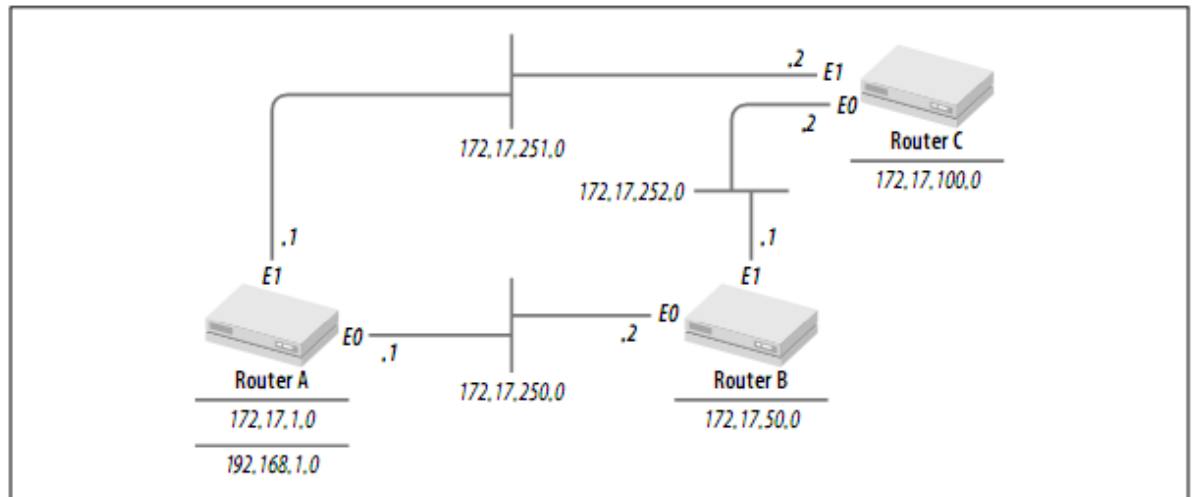 .2 E1
E0
.2
Router C
172.17.100.0
172.17.251.0
172.17.252.0
.1
E1
.1
E1
E0
.1
E0
.2
Router A
172.17.1.0
192.168.1.0
172.17.250.0
Router B
172.17.50.0